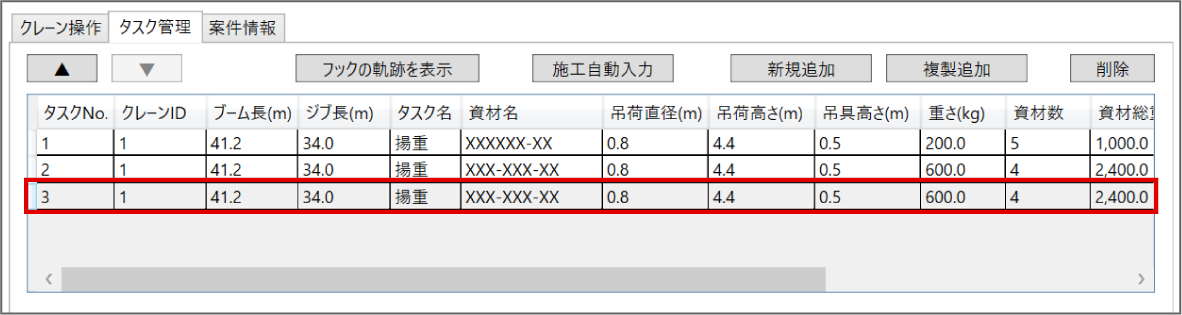 クレーン操作 タスク管理 案件情報
▲ ▼ フックの軌跡を表示 施工自動入力 新規追加 複製追加 削除
タスクNo. クレーンID ブーム長(m) ジブ長(m) タスク名 資材名 吊荷直径(m) 吊荷高さ(m) 吊具高さ(m) 重さ(kg) 資材数 資材総
1 1 41.2 34.0 揚重 XXXXXX-XX 0.8 4.4 0.5 200.0 5 1,000.0
2 1 41.2 34.0 揚重 XXX-XXX-XX 0.8 4.4 0.5 600.0 4 2,400.0
3 1 41.2 34.0 揚重 XXX-XXX-XX 0.8 4.4 0.5 600.0 4 2,400.0